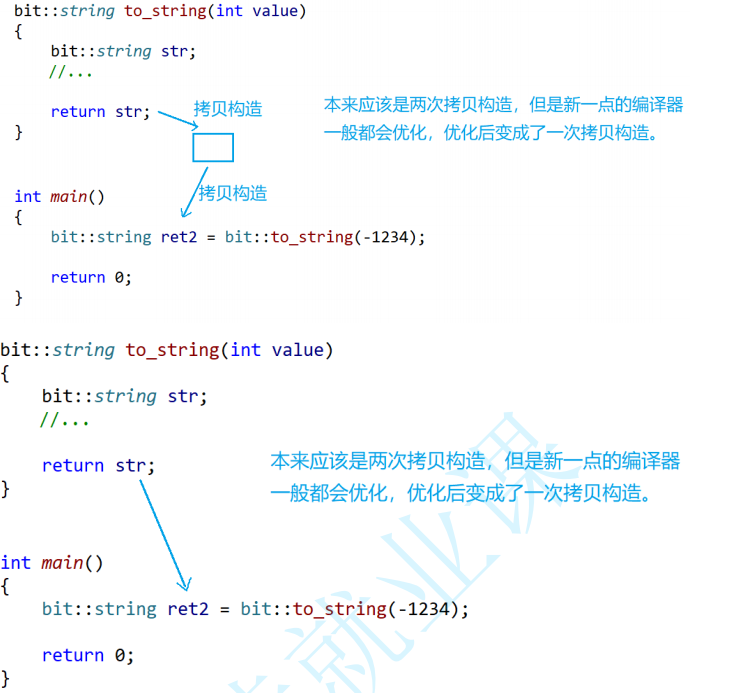 bit::string to_string(int value)
{
bit::string str;
//...
return str;
拷贝构造
本来应该是两次拷贝构造，但是新一点的编译器
一般都会优化，优化后变成了一次拷贝构造。
}
拷贝构造
int main()
{
bit::string ret2 = bit::to_string(-1234);
return 0;
}
bit::string to_string(int value)
{
bit::string str;
//...
return str;
本来应该是两次拷贝构造，但是新一点的编译器
一般都会优化，优化后变成了一次拷贝构造。
}
int main()
{
bit::string ret2 = bit::to_string(-1234);
return 0;
}
就业课